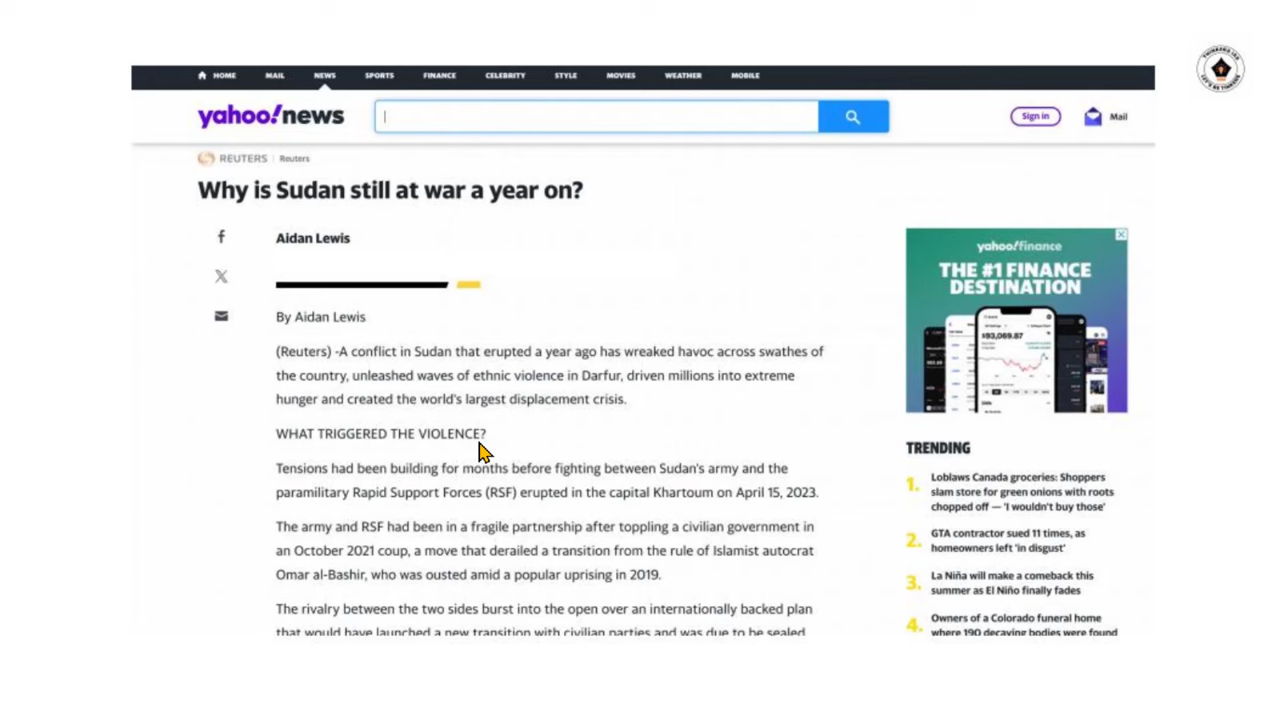 HOME MAIL NEWS SPORTS FINANCE CELEBRITY STYLE MOVIES WEATHER MOBILE
yahoo!news
Sign in
Mail
REUTERS | Reuters
Why is Sudan still at war a year on?
Aidan Lewis
By Aidan Lewis
(Reuters) -A conflict in Sudan that erupted a year ago has wreaked havoc across swathes of
the country, unleashed waves of ethnic violence in Darfur, driven millions into extreme
hunger and created the world's largest displacement crisis.
WHAT TRIGGERED THE VIOLENCE?
Tensions had been building for months before fighting between Sudan's army and the
paramilitary Rapid Support Forces (RSF) erupted in the capital Khartoum on April 15, 2023.
The army and RSF had been in a fragile partnership after toppling a civilian government in
an October 2021 coup, a move that derailed a transition from the rule of Islamist autocrat
Omar al-Bashir, who was ousted amid a popular uprising in 2019.
The rivalry between the two sides burst into the open over an internationally backed plan
that would have launched a new transition with civilian parties and was due to be sealed
yahoo!finance
THE #1 FINANCE
DESTINATION
$93,069.87
TRENDING
1. Loblaws Canada groceries: Shoppers
slam store for green onions with roots
chopped off — 'I wouldn't buy those'
2. GTA contractor sued 11 times, as
homeowners left 'in disgust'
3. La Niña will make a comeback this
summer as El Niño finally fades
4. Owners of a Colorado funeral home
where 190 decaying bodies were found
THINKERS IAS
LET'S BE THINKERS